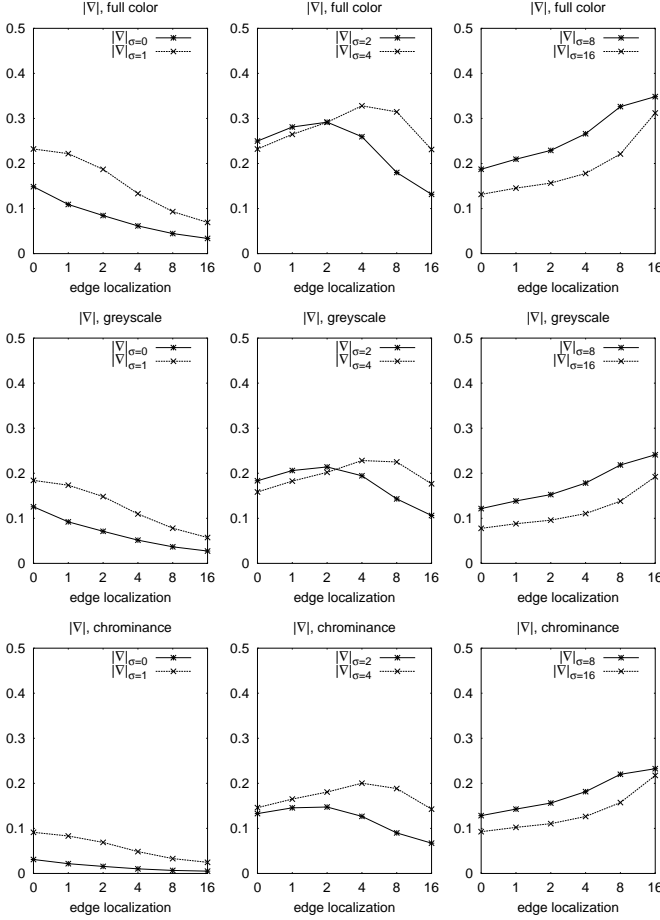 |∇|, full color
|∇|σ=0
|∇|σ=1
0.5
0.4
0.3
0.2
0.1
0
0 1 2 4 8 16
edge localization
|∇|, full color
|∇|σ=2
|∇|σ=4
0.5
0.4
0.3
0.2
0.1
0
0 1 2 4 8 16
edge localization
|∇|, full color
|∇|σ=8
|∇|σ=16
0.5
0.4
0.3
0.2
0.1
0
0 1 2 4 8 16
edge localization
|∇|, greyscale
|∇|σ=0
|∇|σ=1
0.5
0.4
0.3
0.2
0.1
0
0 1 2 4 8 16
edge localization
|∇|, greyscale
|∇|σ=2
|∇|σ=4
0.5
0.4
0.3
0.2
0.1
0
0 1 2 4 8 16
edge localization
|∇|, greyscale
|∇|σ=8
|∇|σ=16
0.5
0.4
0.3
0.2
0.1
0
0 1 2 4 8 16
edge localization
|∇|, chrominance
|∇|σ=0
|∇|σ=1
0.5
0.4
0.3
0.2
0.1
0
0 1 2 4 8 16
edge localization
|∇|, chrominance
|∇|σ=2
|∇|σ=4
0.5
0.4
0.3
0.2
0.1
0
0 1 2 4 8 16
edge localization
|∇|, chrominance
|∇|σ=8
|∇|σ=16
0.5
0.4
0.3
0.2
0.1
0
0 1 2 4 8 16
edge localization